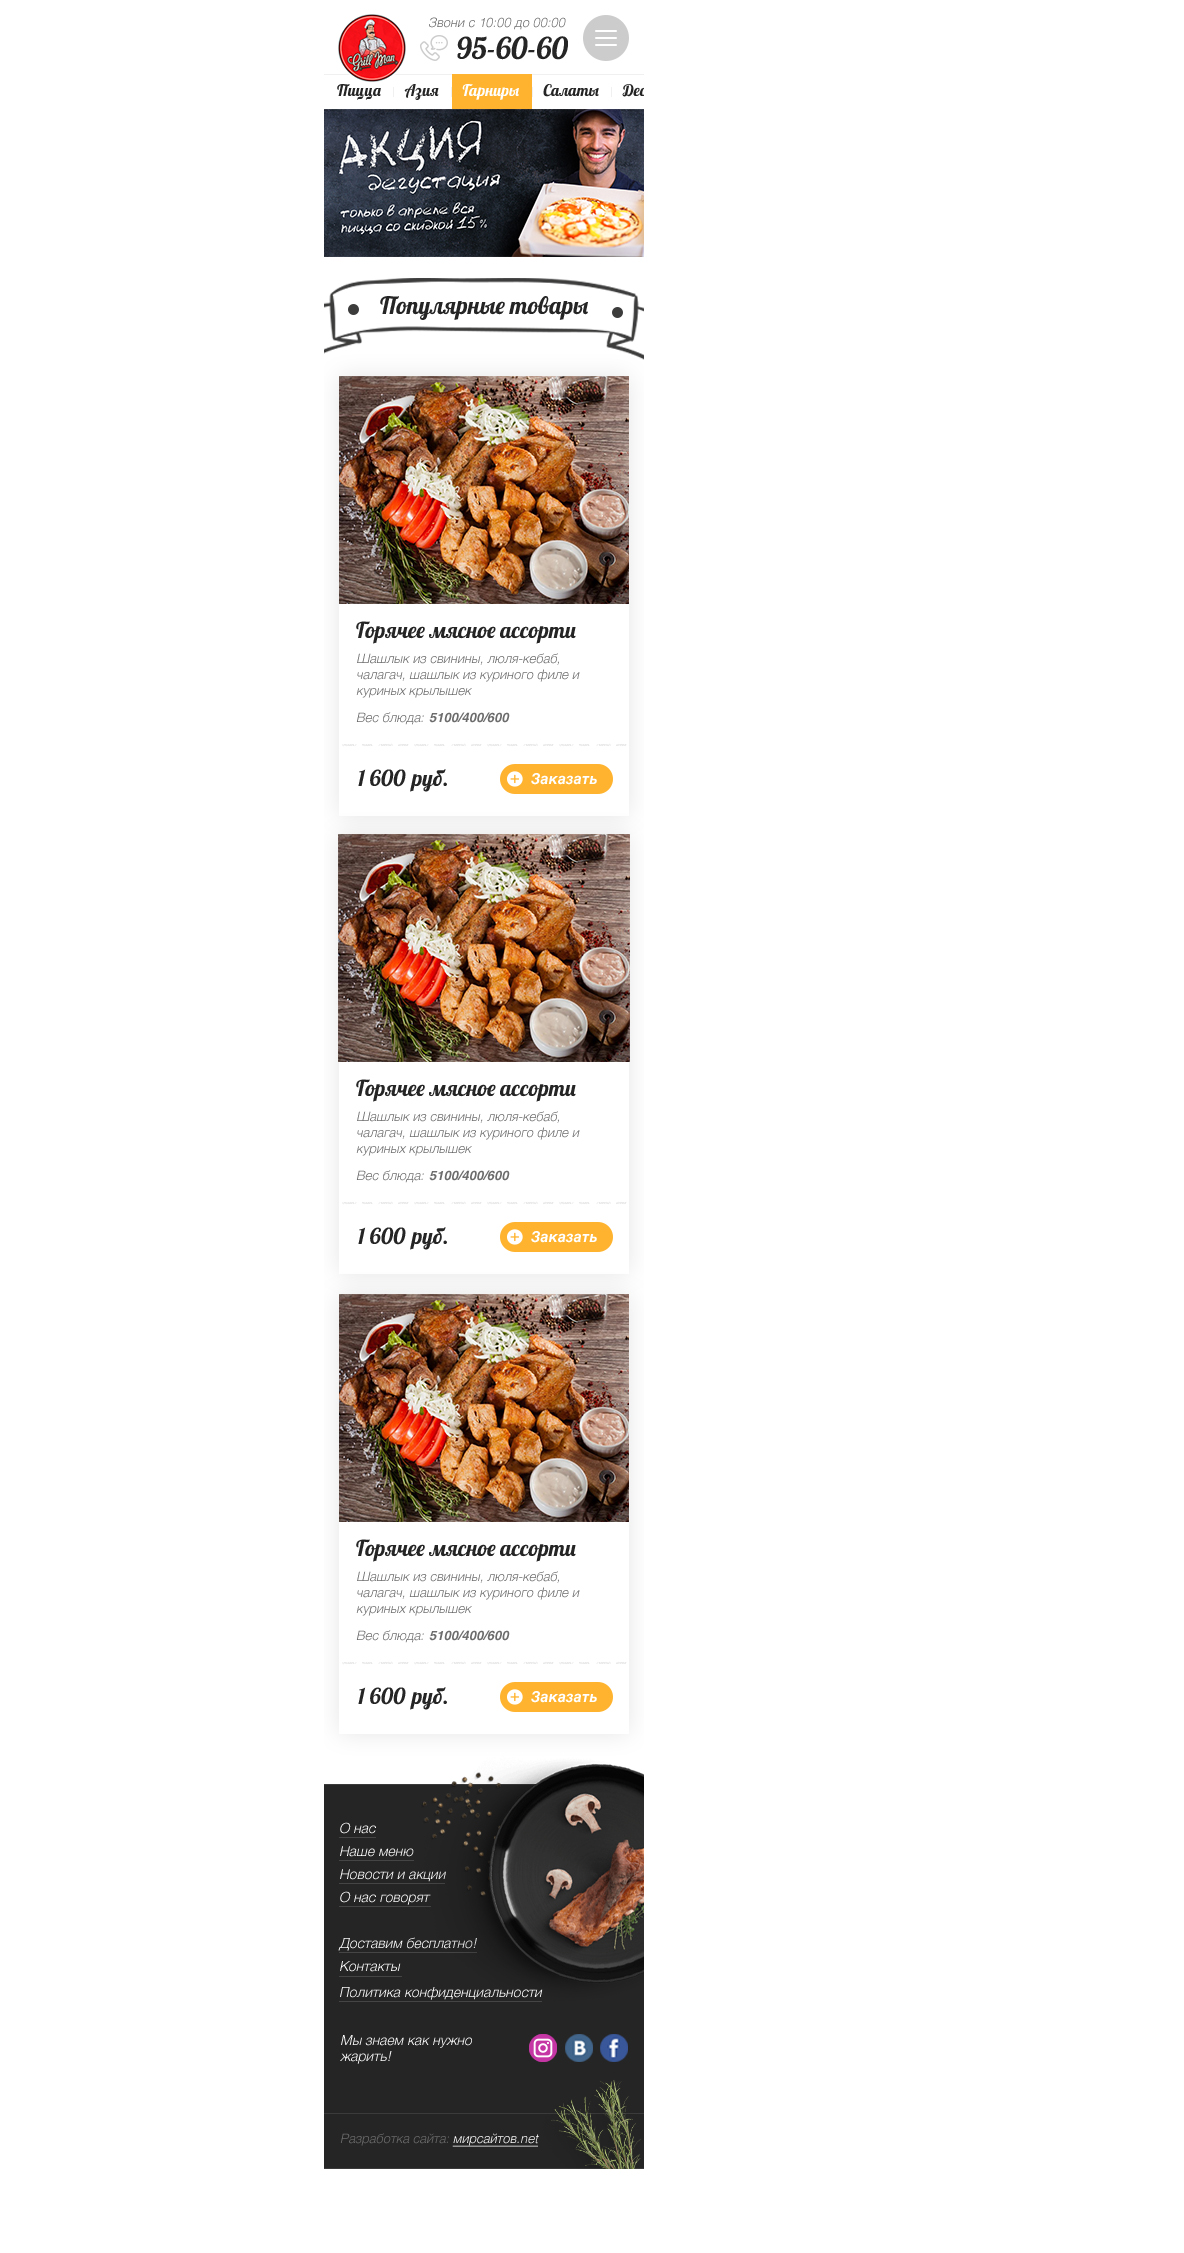 Звони с 10:00 до 00:00
95-60-60
Grill Man
Пицца Азия Гарниры Салаты Дес
АКЦИЯ
дегустация
только в апреле вся
пицца со скидкой 15%
Популярные товары
Горячее мясное ассорти
Шашлык из свинины, люля-кебаб,
чалагач, шашлык из куриного филе и
куриных крылышек
Вес блюда: 5100/400/600
1 600 руб. Заказать
Горячее мясное ассорти
Шашлык из свинины, люля-кебаб,
чалагач, шашлык из куриного филе и
куриных крылышек
Вес блюда: 5100/400/600
1 600 руб. Заказать
Горячее мясное ассорти
Шашлык из свинины, люля-кебаб,
чалагач, шашлык из куриного филе и
куриных крылышек
Вес блюда: 5100/400/600
1 600 руб. Заказать
О нас
Наше меню
Новости и акции
О нас говорят
Доставим бесплатно!
Контакты
Политика конфиденциальности
Мы знаем как нужно
жарить!
Разработка сайта: мирсайтов.net